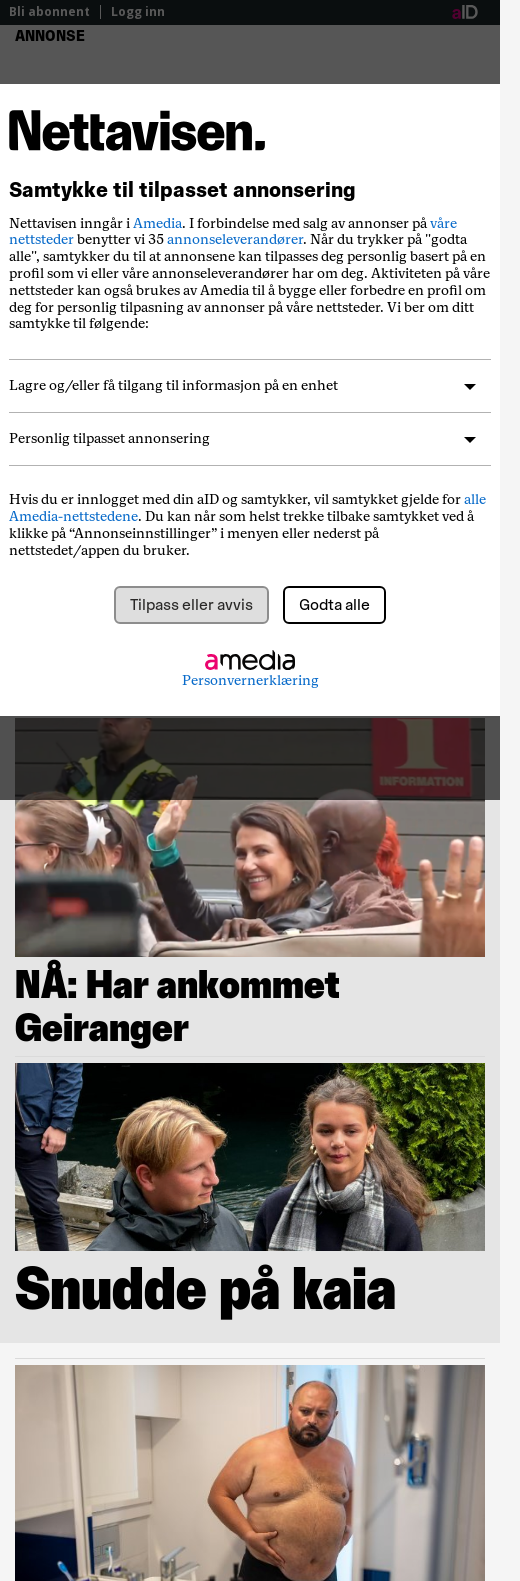 Bli abonnent | Logg inn
aID
ANNONSE
Nettavisen.
Samtykke til tilpasset annonsering
Nettavisen inngår i Amedia. I forbindelse med salg av annonser på våre
nettsteder benytter vi 35 annonseleverandører. Når du trykker på "godta
alle", samtykker du til at annonsene kan tilpasses deg personlig basert på en
profil som vi eller våre annonseleverandører har om deg. Aktiviteten på våre
nettsteder kan også brukes av Amedia til å bygge eller forbedre en profil om
deg for personlig tilpasning av annonser på våre nettsteder. Vi ber om ditt
samtykke til følgende:
Lagre og/eller få tilgang til informasjon på en enhet
Personlig tilpasset annonsering
Hvis du er innlogget med din aID og samtykker, vil samtykket gjelde for alle
Amedia-nettstedene. Du kan når som helst trekke tilbake samtykket ved å
klikke på “Annonseinnstillinger” i menyen eller nederst på
nettstedet/appen du bruker.
Tilpass eller avvis
Godta alle
amedia
Personvernerklæring
INFORMATION
NÅ: Har ankommet
Geiranger
Snudde på kaia